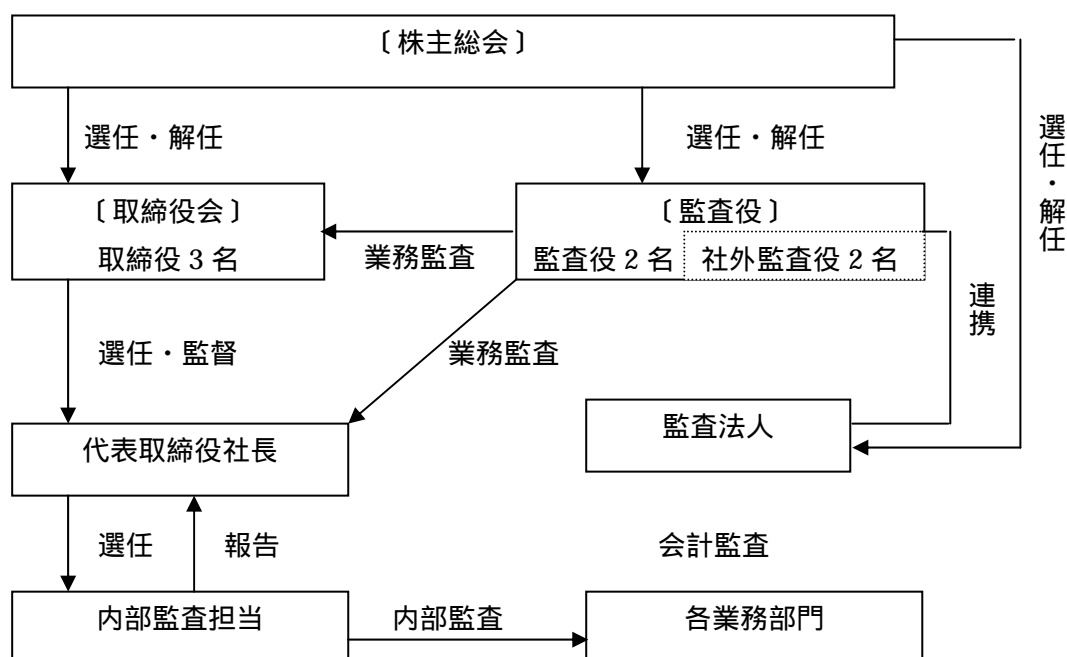 〔株主総会〕
選任・解任
選任・解任
選任・解任
〔取締役会〕
取締役3名
業務監査
〔監査役〕
監査役2名
社外監査役2名
連携
選任・監督
業務監査
代表取締役社長
監査法人
選任
報告
会計監査
内部監査担当
内部監査
各業務部門